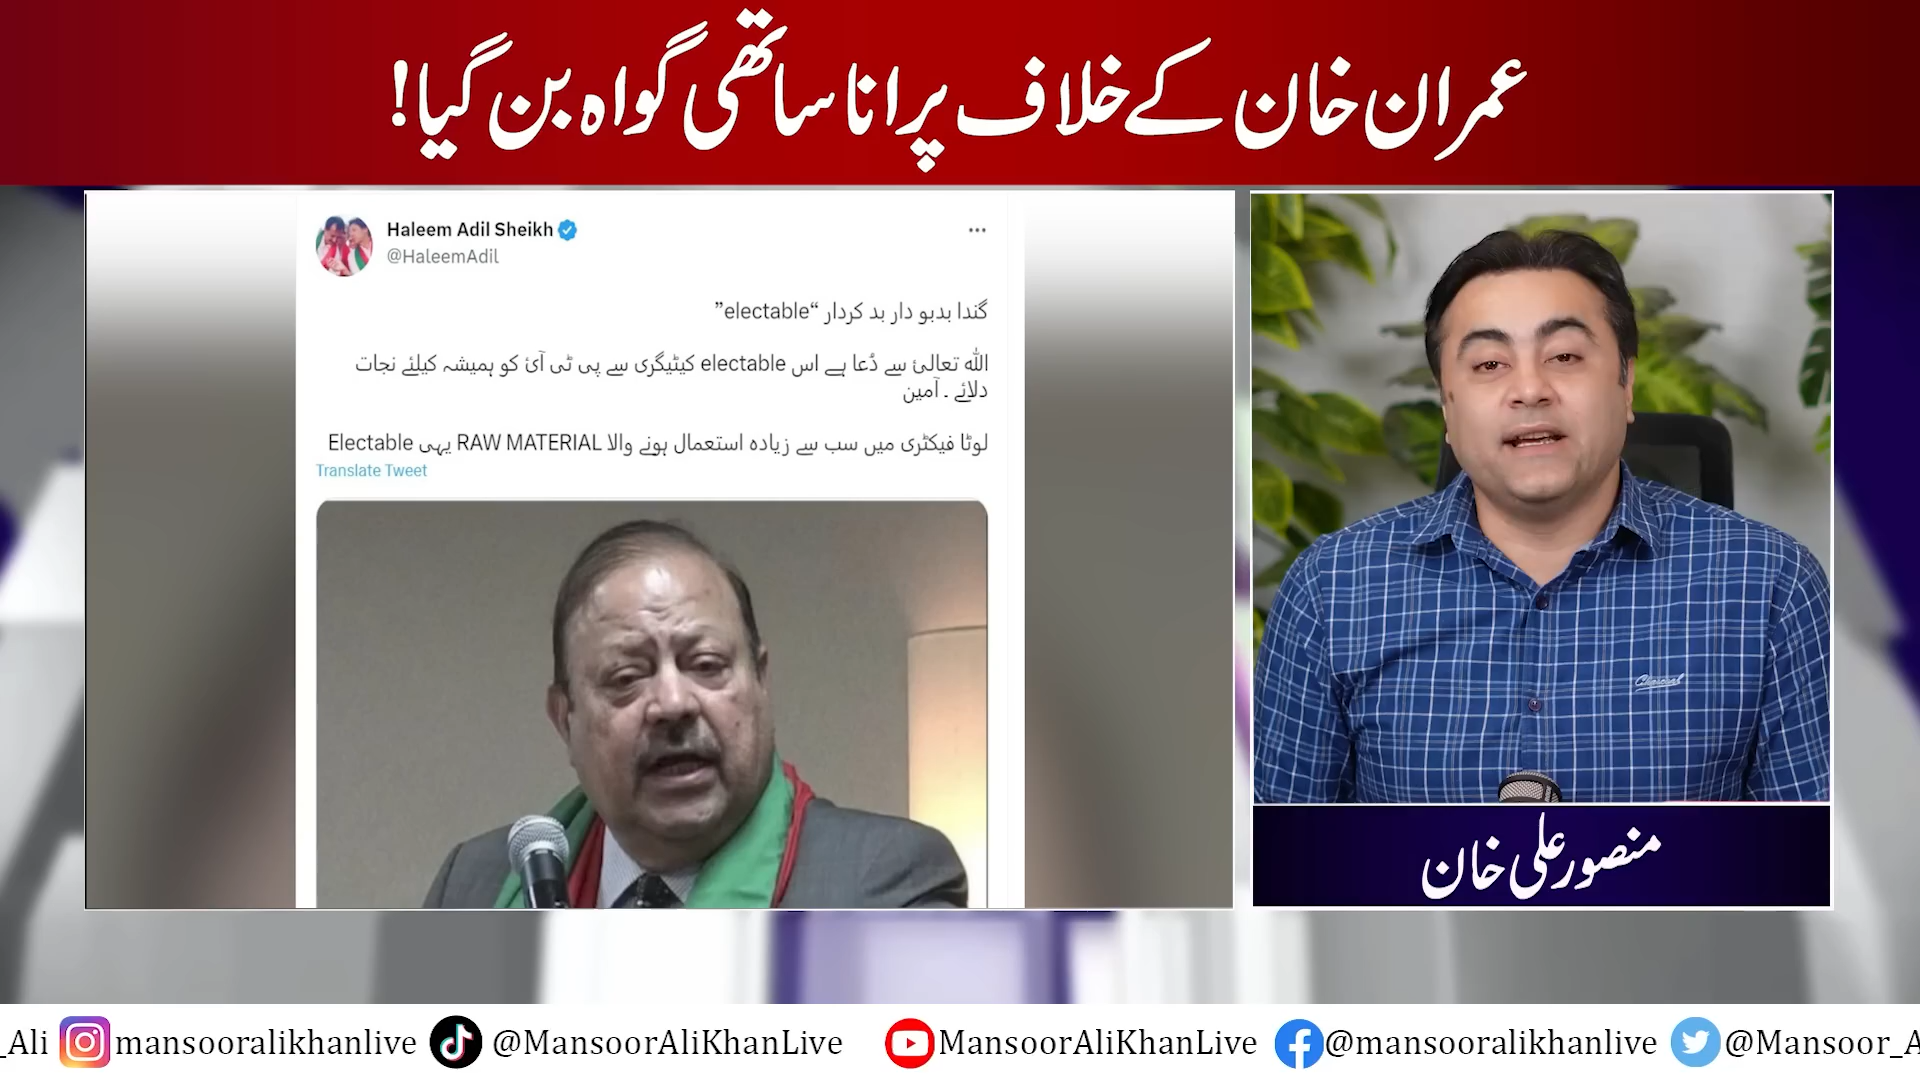 عمران خان کے خلاف پرانا ساتھی گواہ بن گیا!
Haleem Adil Sheikh
@HaleemAdil
گندا بدبو دار بد کردار “electable”
اللہ تعالیٰ سے دُعا ہے اس electable کیٹیگری سے پی ٹی آئ کو ہمیشہ کیلئے نجات
دلائے ۔ آمین
لوٹا فیکٹری میں سب سے زیادہ استعمال ہونے والا RAW MATERIAL یہی Electable
Translate Tweet
منصور علی خان
_Ali mansooralikhanlive @MansoorAliKhanLive MansoorAliKhanLive @mansooralikhanlive @Mansoor_A